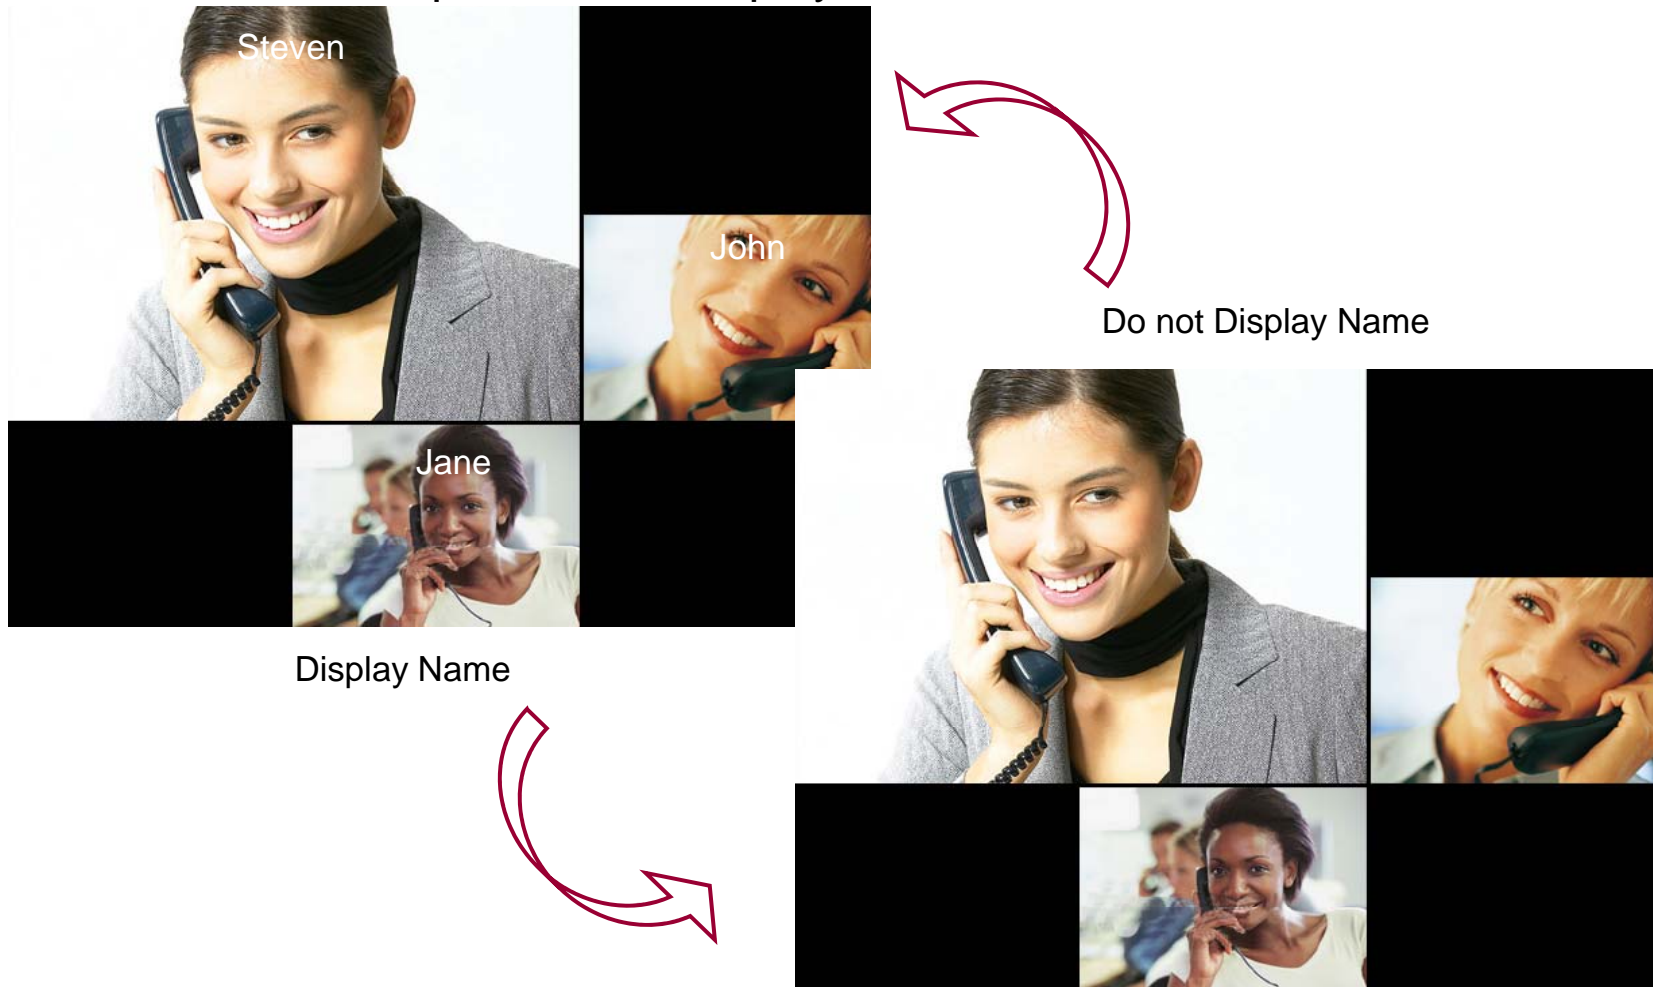 Steven
John
Do not Display Name
Jane
Display Name